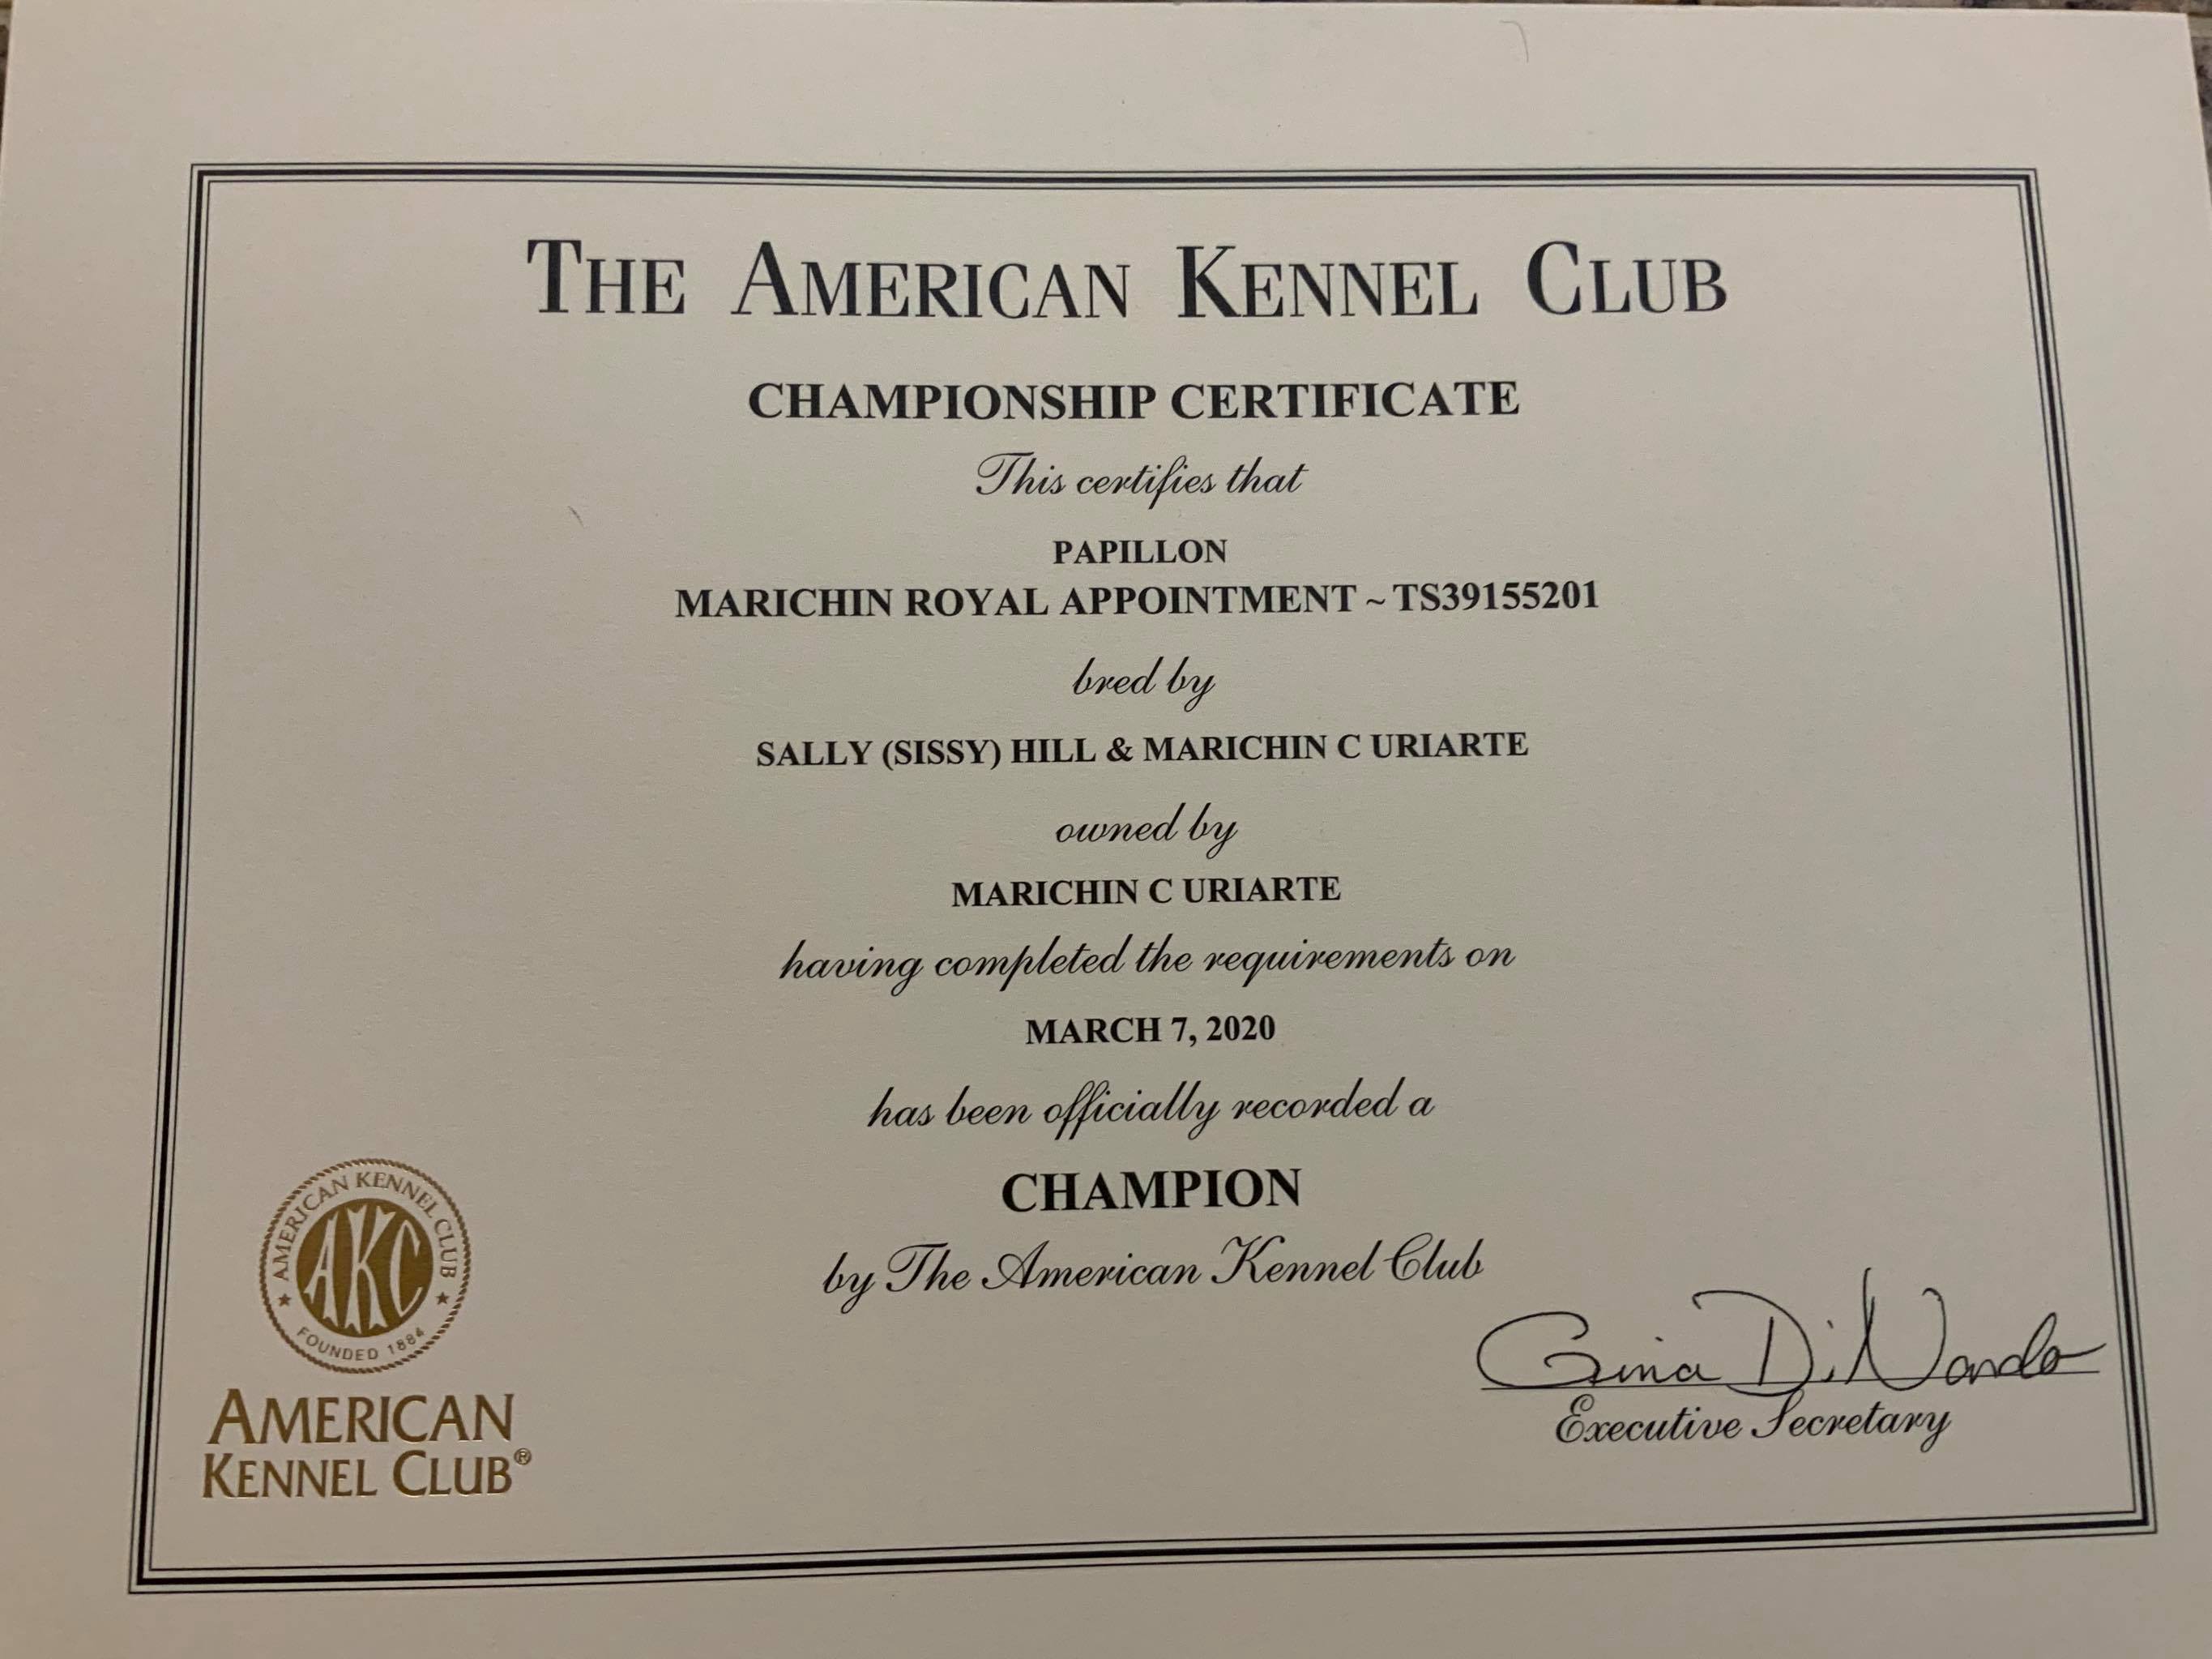 THE AMERICAN KENNEL CLUB
CHAMPIONSHIP CERTIFICATE
This certifies that
PAPILLON
MARICHIN ROYAL APPOINTMENT ~ TS39155201
bred by
SALLY (SISSY) HILL & MARICHIN C URIARTE
owned by
MARICHIN C URIARTE
having completed the requirements on
MARCH 7, 2020
has been officially recorded a
CHAMPION
by The American Kennel Club
AMERICAN KENNEL CLUB
AKC
FOUNDED 1884
AMERICAN
KENNEL CLUB®
Gina DiNardo
Executive Secretary